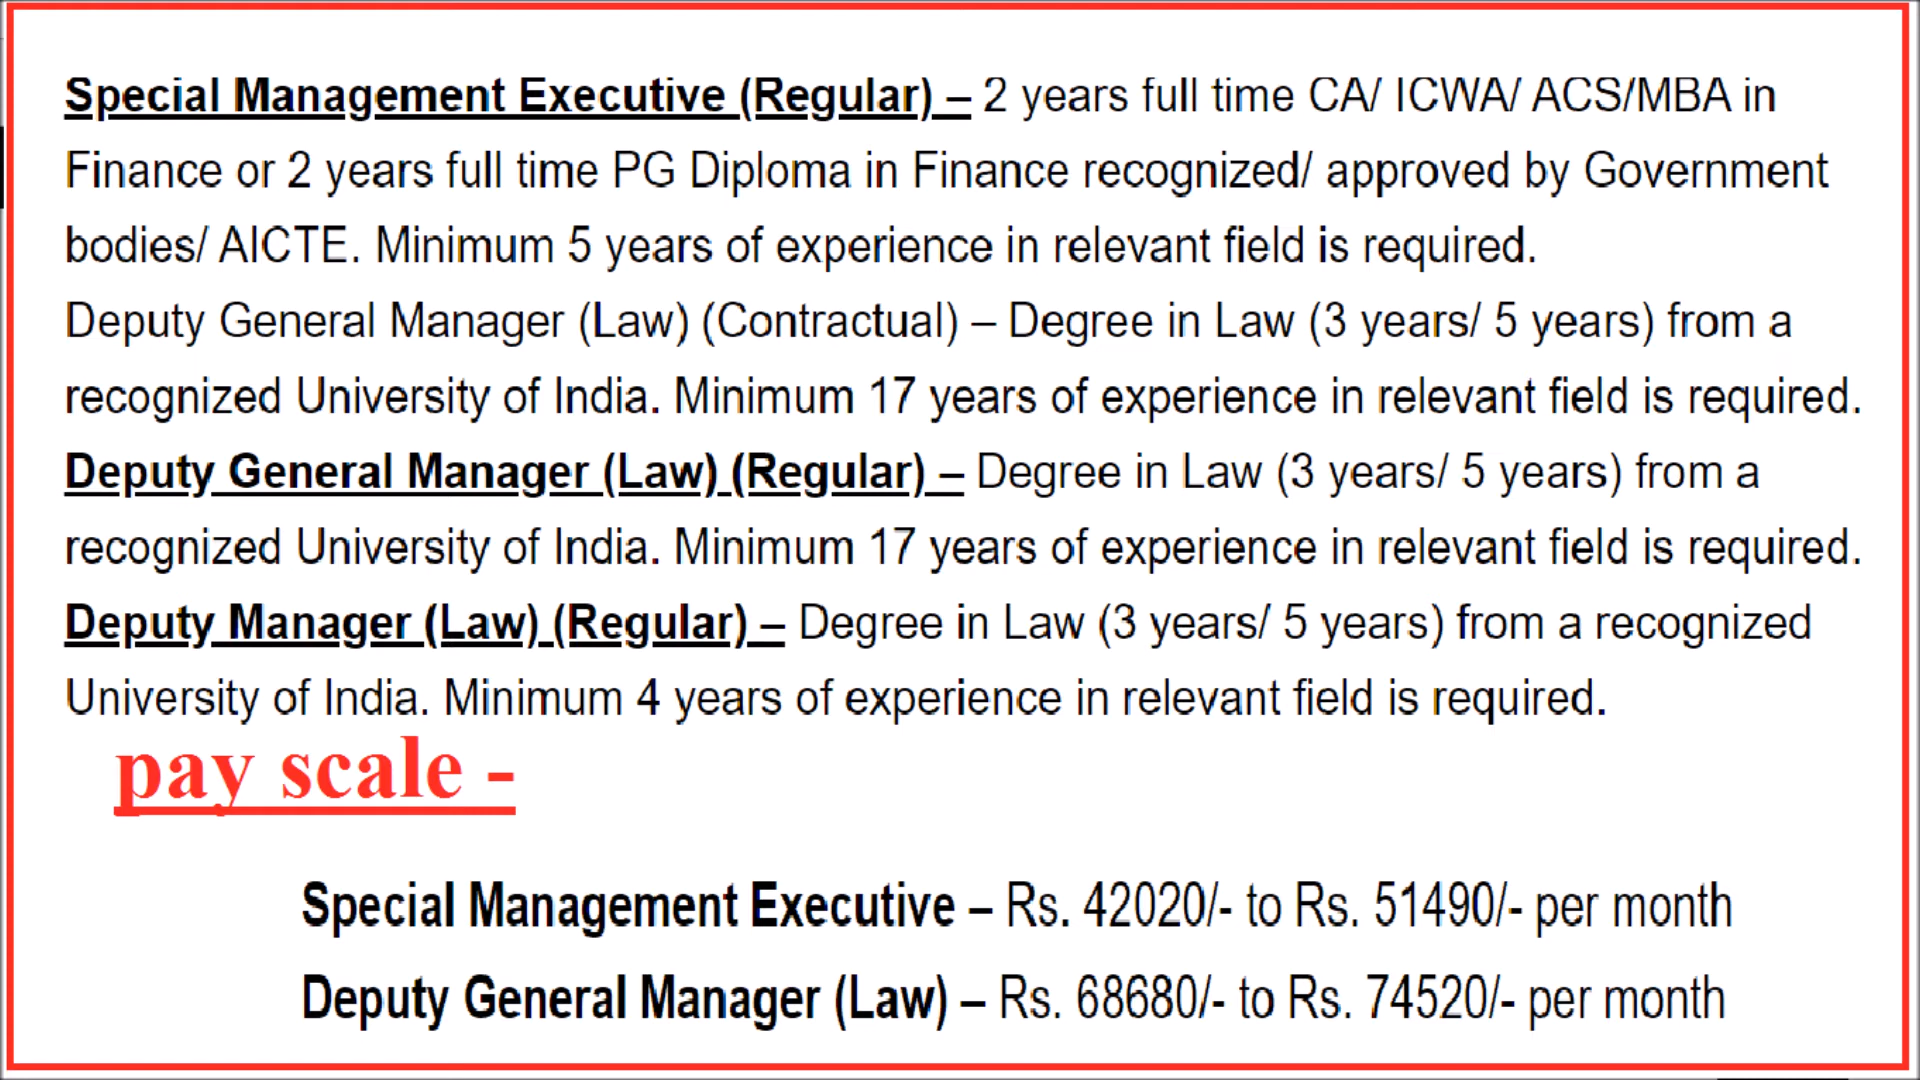 Special Management Executive (Regular) – 2 years full time CA/ ICWA/ ACS/MBA in
Finance or 2 years full time PG Diploma in Finance recognized/ approved by Government
bodies/ AICTE. Minimum 5 years of experience in relevant field is required.
Deputy General Manager (Law) (Contractual) – Degree in Law (3 years/ 5 years) from a
recognized University of India. Minimum 17 years of experience in relevant field is required.
Deputy General Manager (Law) (Regular) – Degree in Law (3 years/ 5 years) from a
recognized University of India. Minimum 17 years of experience in relevant field is required.
Deputy Manager (Law) (Regular) – Degree in Law (3 years/ 5 years) from a recognized
University of India. Minimum 4 years of experience in relevant field is required.
pay scale -
Special Management Executive – Rs. 42020/- to Rs. 51490/- per month
Deputy General Manager (Law) – Rs. 68680/- to Rs. 74520/- per month